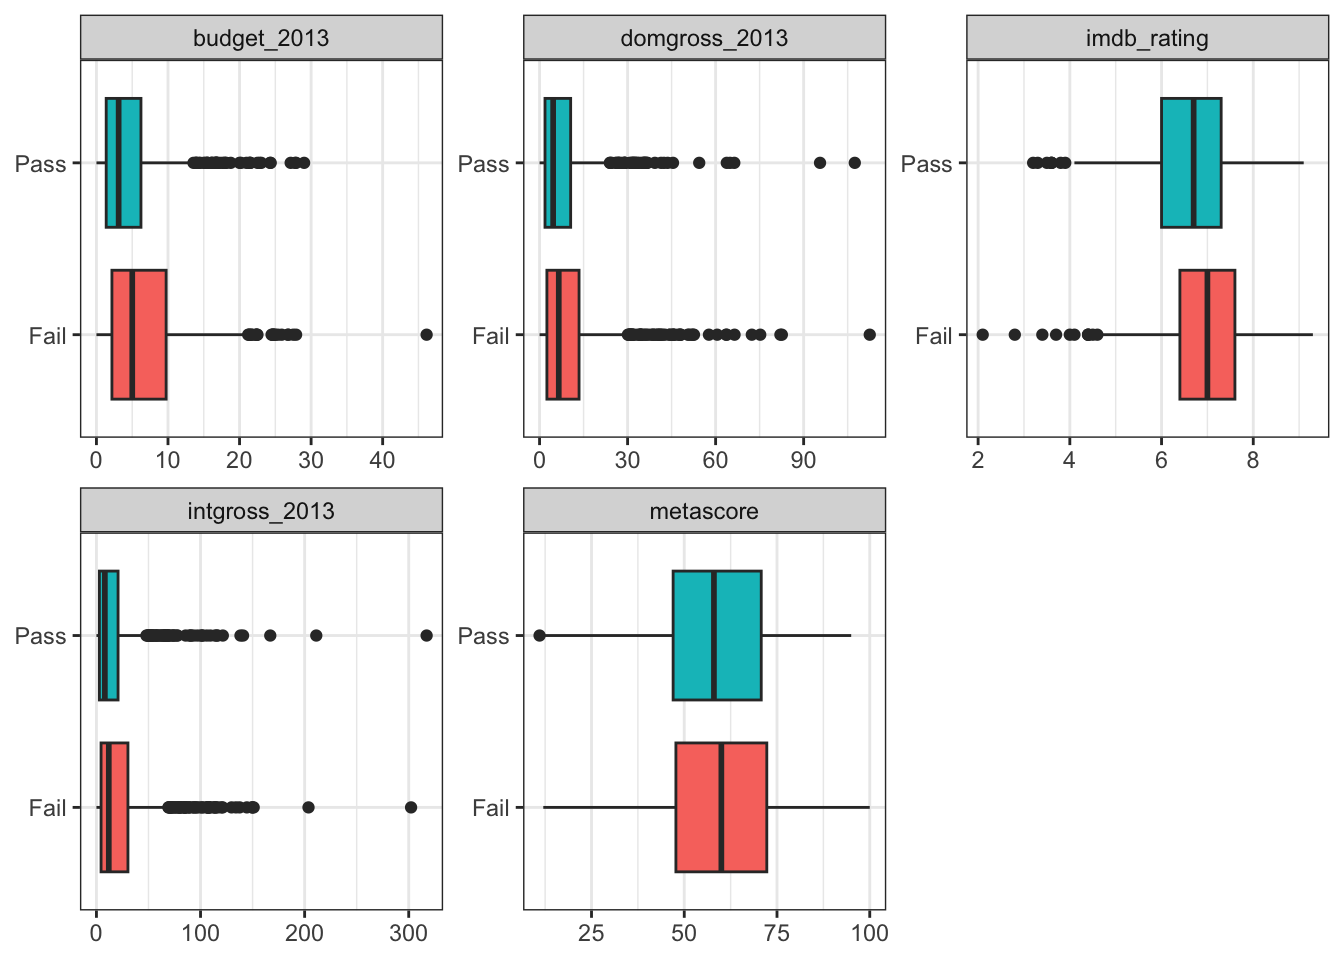 budget_2013
domgross_2013
imdb_rating
Pass
Fail
Pass
Fail
Pass
Fail
0 10 20 30 40
0 30 60 90
2 4 6 8
intgross_2013
metascore
Pass
Fail
Pass
Fail
0 100 200 300
25 50 75 100